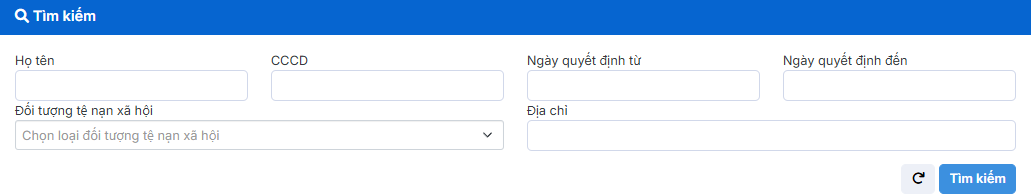 Tìm kiếm
Họ tên CCCD Ngày quyết định từ Ngày quyết định đến
Đối tượng tệ nạn xã hội Địa chỉ
Chọn loại đối tượng tệ nạn xã hội
Tìm kiếm